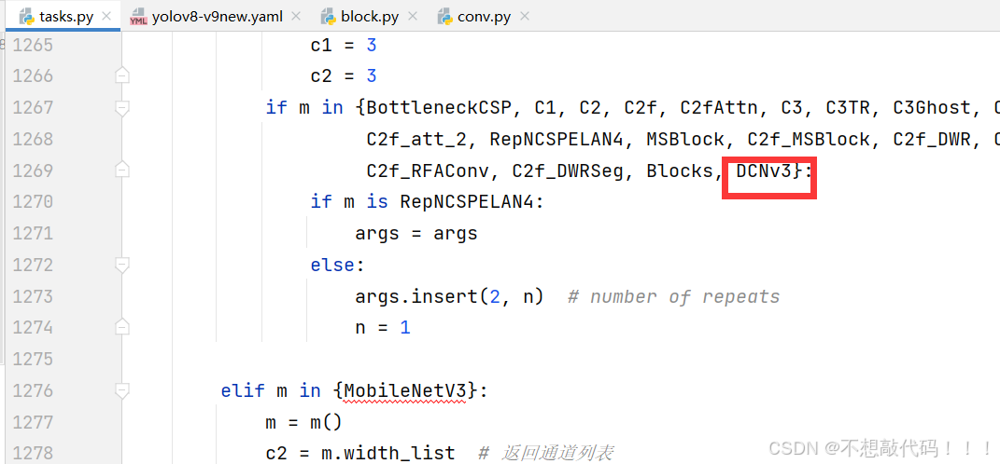 tasks.py × yolov8-v9new.yaml × block.py × conv.py ×
1265 c1 = 3
1266 c2 = 3
1267 if m in {BottleneckCSP, C1, C2, C2f, C2fAttn, C3, C3TR, C3Ghost,
1268 C2f_att_2, RepNCSPELAN4, MSBlock, C2f_MSBlock, C2f_DWR,
1269 C2f_RFAConv, C2f_DWRSeg, Blocks, DCNv3}:
1270 if m is RepNCSPELAN4:
1271 args = args
1272 else:
1273 args.insert(2, n) # number of repeats
1274 n = 1
1275
1276 elif m in {MobileNetV3}:
1277 m = m()
1278 c2 = m.width_list # 返回通道列表
CSDN @不想敲代码！！！